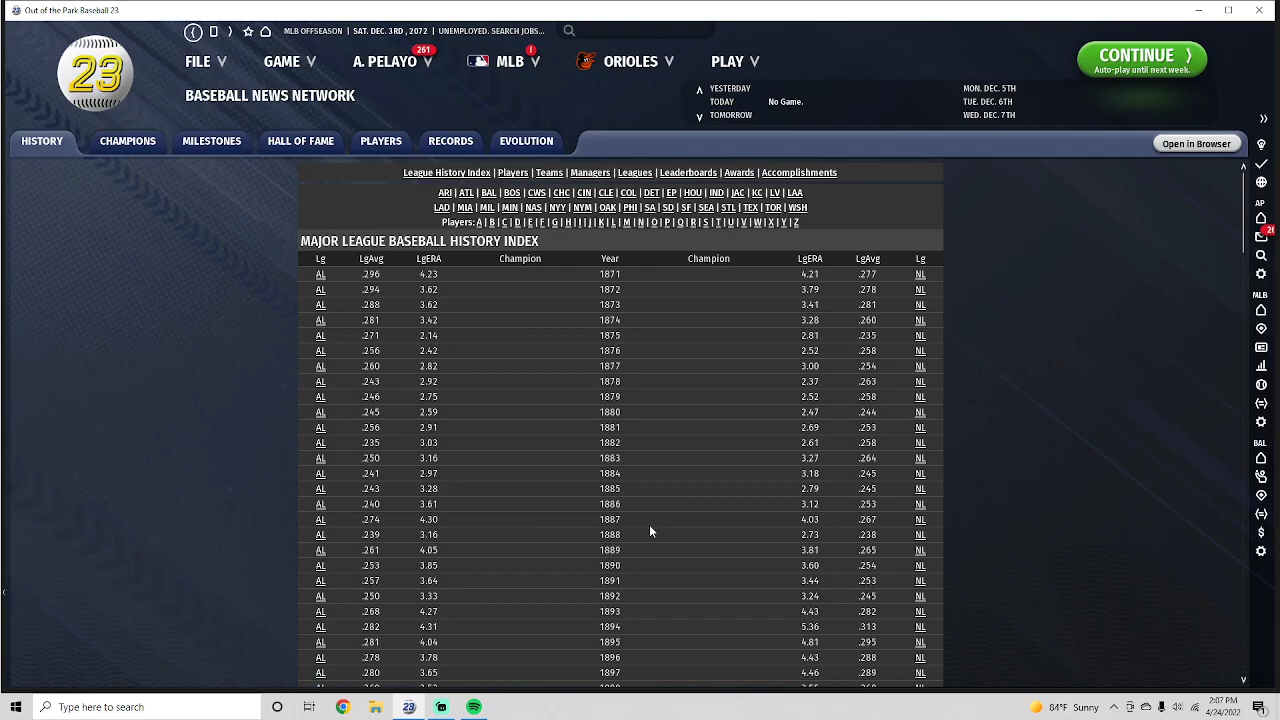 Out of the Park Baseball 23
MLB OFFSEASON | SAT. DEC. 3RD, 2072 | UNEMPLOYED. SEARCH JOBS...
23
FILE GAME A. PELAYO 261 MLB ! ORIOLES PLAY
CONTINUE
Auto-play until next week.
BASEBALL NEWS NETWORK
YESTERDAY MON. DEC. 5TH
TODAY No Game. TUE. DEC. 6TH
TOMORROW WED. DEC. 7TH
HISTORY CHAMPIONS MILESTONES HALL OF FAME PLAYERS RECORDS EVOLUTION Open in Browser
League History Index | Players | Teams | Managers | Leagues | Leaderboards | Awards | Accomplishments
ARI | ATL | BAL | BOS | CWS | CHC | CIN | CLE | COL | DET | EP | HOU | IND | JAC | KC | LV | LAA
LAD | MIA | MIL | MIN | NAS | NYY | NYM | OAK | PHI | SA | SD | SF | SEA | STL | TEX | TOR | WSH
Players: A | B | C | D | E | F | G | H | I | J | K | L | M | N | O | P | Q | R | S | T | U | V | W | X | Y | Z
MAJOR LEAGUE BASEBALL HISTORY INDEX
Lg LgAvg LgERA Champion Year Champion LgERA LgAvg Lg
AL .296 4.23 1871 4.21 .277 NL
AL .294 3.62 1872 3.79 .278 NL
AL .288 3.62 1873 3.41 .281 NL
AL .281 3.42 1874 3.28 .260 NL
AL .271 2.14 1875 2.81 .235 NL
AL .256 2.42 1876 2.52 .258 NL
AL .260 2.82 1877 3.00 .254 NL
AL .243 2.92 1878 2.37 .263 NL
AL .246 2.75 1879 2.52 .258 NL
AL .245 2.59 1880 2.47 .244 NL
AL .256 2.91 1881 2.69 .253 NL
AL .235 3.03 1882 2.61 .258 NL
AL .250 3.16 1883 3.27 .264 NL
AL .241 2.97 1884 3.18 .245 NL
AL .243 3.28 1885 2.79 .245 NL
AL .240 3.61 1886 3.12 .253 NL
AL .274 4.30 1887 4.03 .267 NL
AL .239 3.16 1888 2.73 .238 NL
AL .261 4.05 1889 3.81 .265 NL
AL .253 3.85 1890 3.60 .254 NL
AL .257 3.64 1891 3.44 .253 NL
AL .250 3.33 1892 3.24 .245 NL
AL .268 4.27 1893 4.43 .282 NL
AL .282 4.31 1894 5.36 .313 NL
AL .281 4.04 1895 4.81 .295 NL
AL .278 3.78 1896 4.43 .288 NL
AL .280 3.65 1897 4.46 .289 NL
AP
26
MLB
BAL
Type here to search
84°F Sunny
2:07 PM
4/24/2022